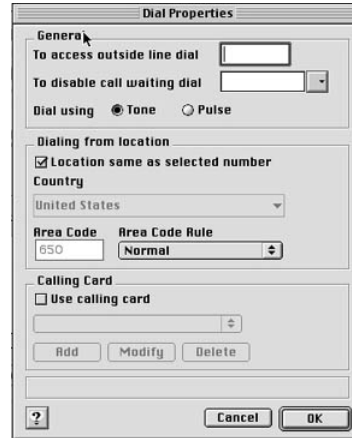 Dial Properties
General
To access outside line dial
To disable call waiting dial
Dial using Tone Pulse
Dialing from location
Location same as selected number
Country
United States
Area Code Area Code Rule
650 Normal
Calling Card
Use calling card
Add Modify Delete
? Cancel OK